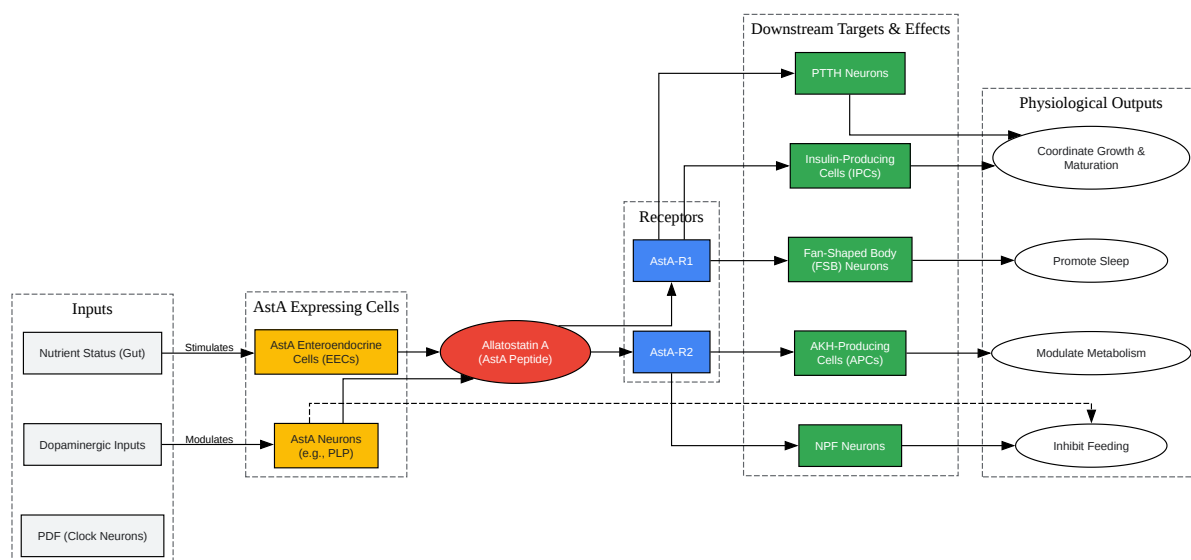 Inputs
Nutrient Status (Gut)
Dopaminergic Inputs
PDF (Clock Neurons)
Stimulates
Modulates
AstA Expressing Cells
AstA Enteroendocrine
Cells (EECs)
AstA Neurons
(e.g., PLP)
Allatostatin A
(AstA Peptide)
Receptors
AstA-R1
AstA-R2
Downstream Targets & Effects
PTTH Neurons
Insulin-Producing
Cells (IPCs)
Fan-Shaped Body
(FSB) Neurons
AKH-Producing
Cells (APCs)
NPF Neurons
Physiological Outputs
Coordinate Growth &
Maturation
Promote Sleep
Modulate Metabolism
Inhibit Feeding